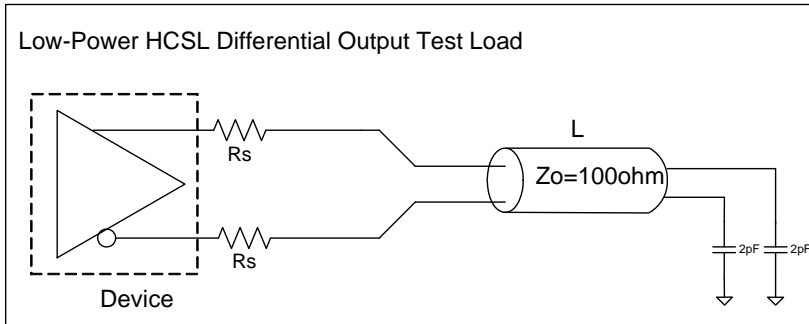 Low-Power HCSL Differential Output Test Load
Rs
L
Zo=100ohm
Rs
2pF
2pF
Device